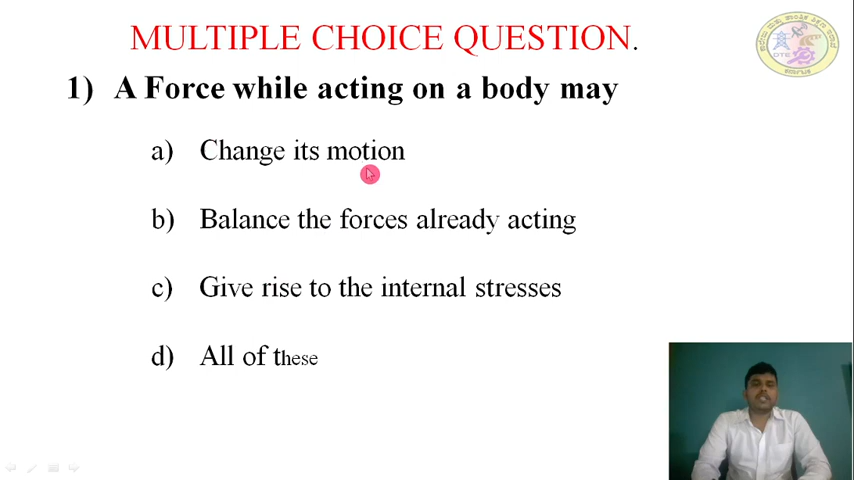 MULTIPLE CHOICE QUESTION.
1) A Force while acting on a body may
a) Change its motion
b) Balance the forces already acting
c) Give rise to the internal stresses
d) All of these
DTE